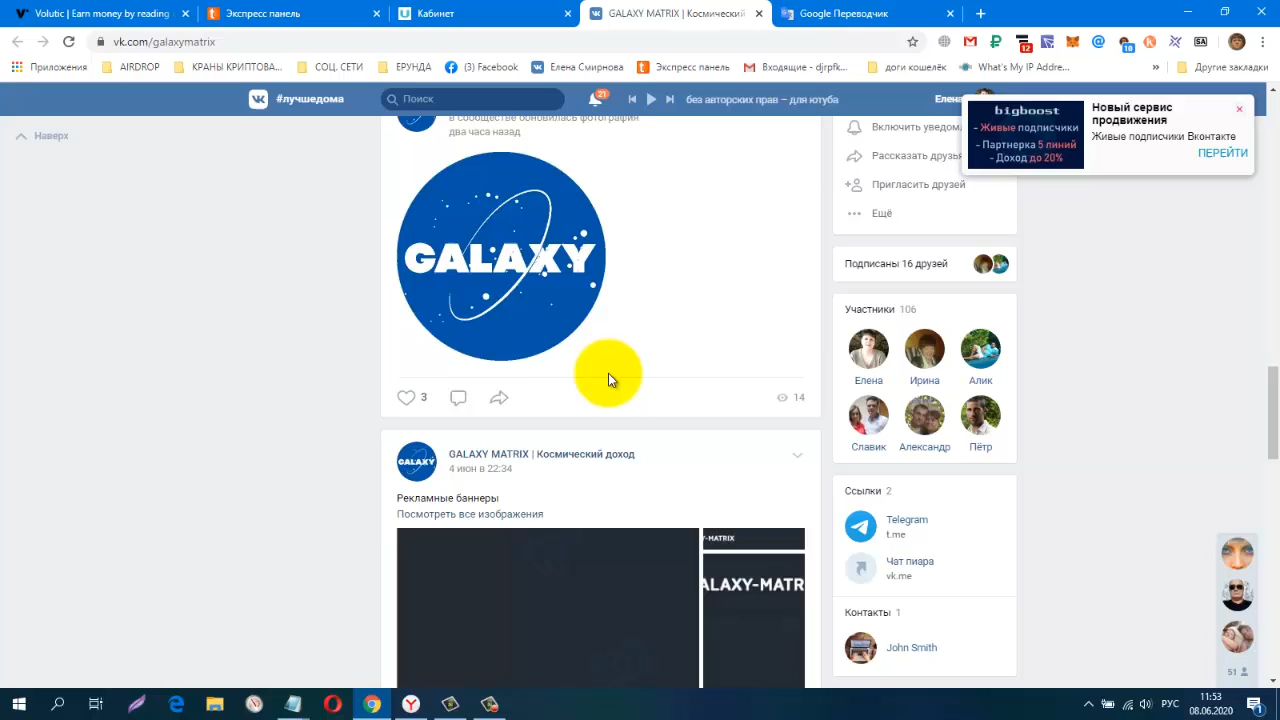 Volutic | Earn money by reading
Экспресс панель
Кабинет
GALAXY MATRIX | Космический
Google Переводчик
vk.com/galaxymatrix
12
10
SA
Приложения
AIRDROP
КРАНЫ КРИПТОВА...
СОЦ. СЕТИ
ЕРУНДА
(3) Facebook
Елена Смирнова
Экспресс панель
Входящие - djrpfk...
доги кошелёк
What's My IP Addre...
»
Другие закладки
#лучшедома
Поиск
21
без авторских прав – для ютуба
Елена
Наверх
в сообществе обновилась фотография
два часа назад
GALAXY
3
14
GALAXY
GALAXY MATRIX | Космический доход
4 июн в 22:34
Рекламные баннеры
Посмотреть все изображения
Y-MATRIX
ALAXY-MATR
Включить уведом
Рассказать друзья
Пригласить друзей
Ещё
bigboost
- Живые подписчики
- Партнерка 5 линий
- Доход до 20%
Новый сервис
продвижения
Живые подписчики Вконтакте
ПЕРЕЙТИ
Подписаны 16 друзей
Участники 106
Елена
Ирина
Алик
Славик
Александр
Пётр
Ссылки 2
Telegram
t.me
Чат пиара
vk.me
Контакты 1
John Smith
51
РУС
11:53
08.06.2020
1